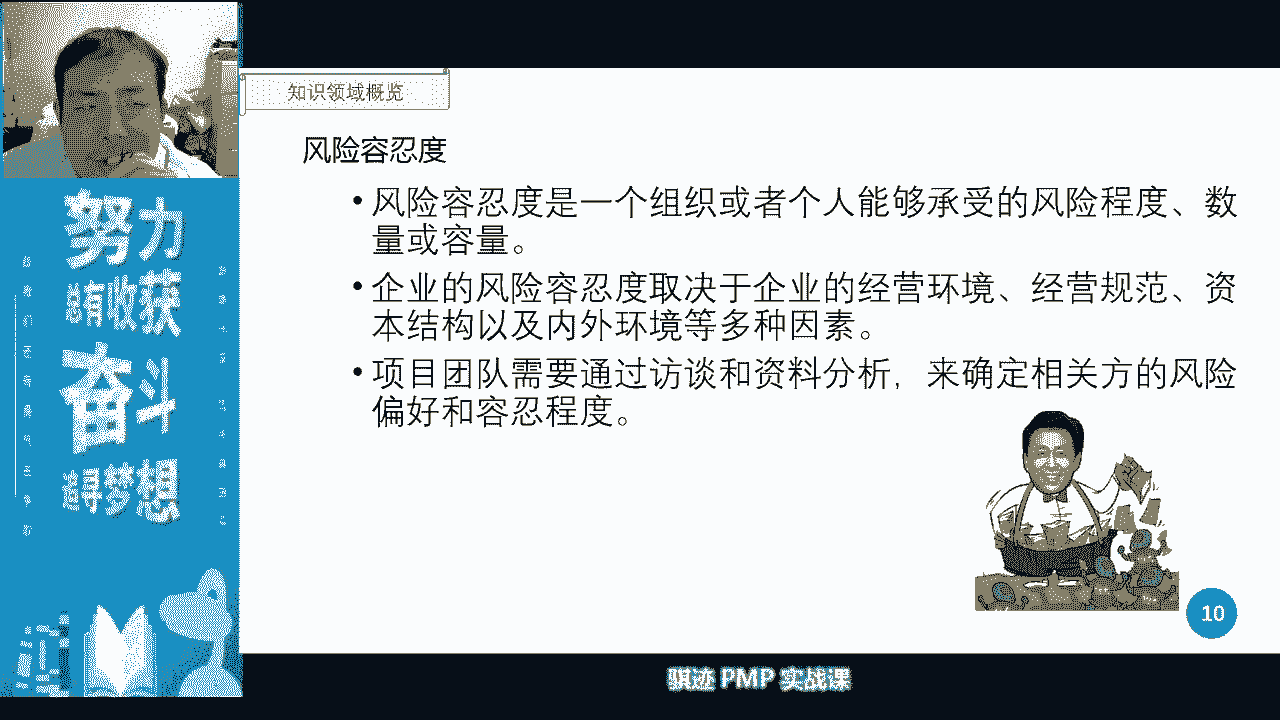 知识领域概览
风险容忍度
• 风险容忍度是一个组织或者个人能够承受的风险程度、数
量或容量。
• 企业的风险容忍度取决于企业的经营环境、经营规范、资
本结构以及内外环境等多种因素。
• 项目团队需要通过访谈和资料分析，来确定相关方的风险
偏好和容忍程度。
10
努力
总有收获
奋斗
追寻梦想
骐迹 PMP 实战课